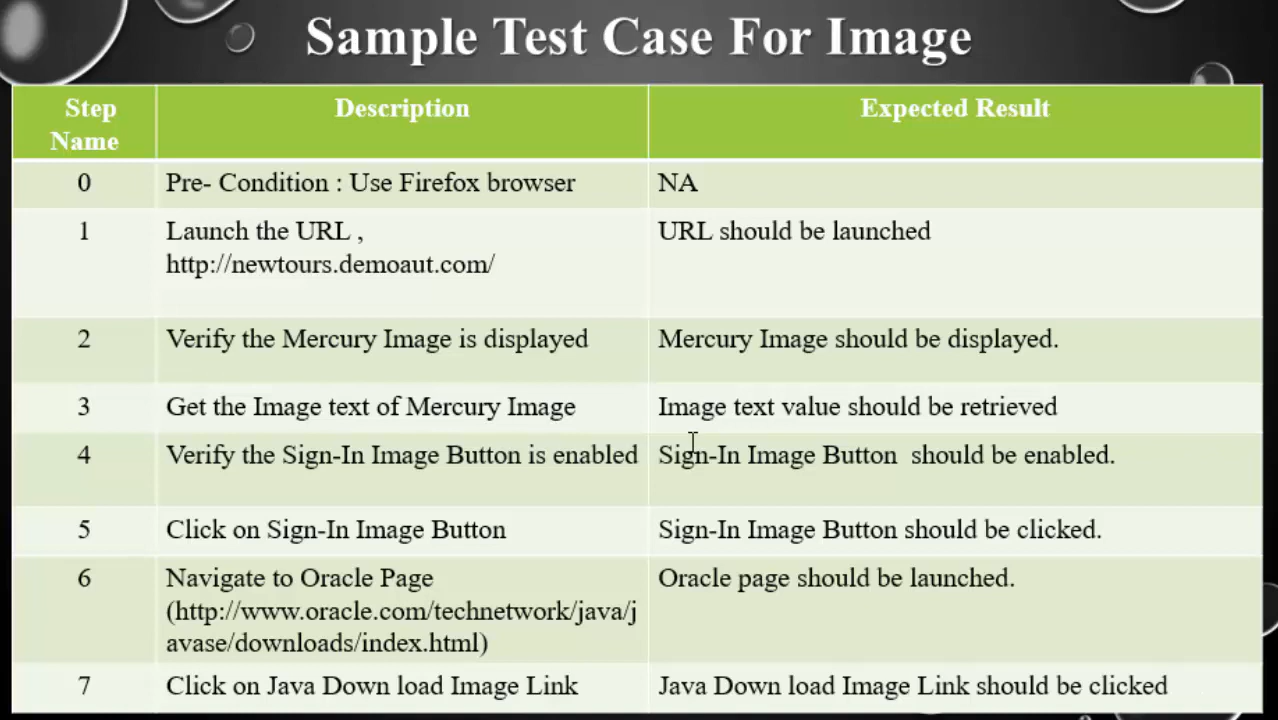 Sample Test Case For Image
Step Name
Description
Expected Result
0
Pre- Condition : Use Firefox browser
NA
1
Launch the URL ,
http://newtours.demoaut.com/
URL should be launched
2
Verify the Mercury Image is displayed
Mercury Image should be displayed.
3
Get the Image text of Mercury Image
Image text value should be retrieved
4
Verify the Sign-In Image Button is enabled
Sign-In Image Button  should be enabled.
5
Click on Sign-In Image Button
Sign-In Image Button should be clicked.
6
Navigate to Oracle Page
(http://www.oracle.com/technetwork/java/j
avase/downloads/index.html)
Oracle page should be launched.
7
Click on Java Down load Image Link
Java Down load Image Link should be clicked